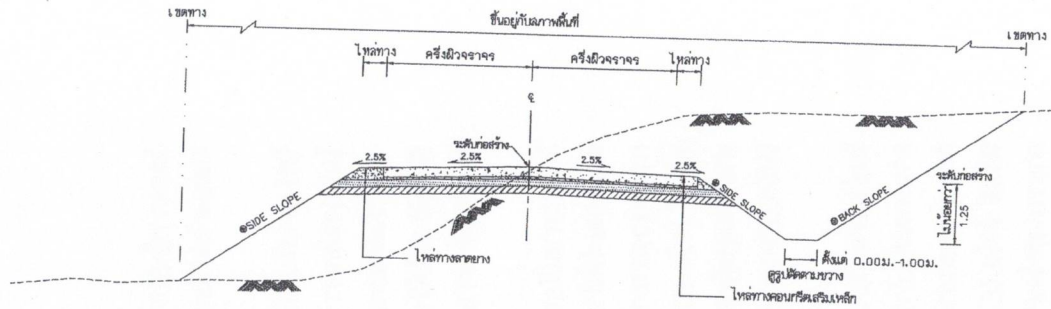 เขตทาง
ขึ้นอยู่กับสภาพพื้นที่
เขตทาง
ไหล่ทาง
ครึ่งผิวจราจร
ครึ่งผิวจราจร
ไหล่ทาง
℄
ระดับก่อสร้าง
2.5%
2.5%
2.5%
2.5%
SIDE SLOPE
SIDE SLOPE
BACK SLOPE
ระดับก่อสร้าง
ไม่น้อยกว่า
1.25
ไหล่ทางลาดยาง
ตั้งแต่ 0.00ม.-1.00ม.
คูรูปตัดตามขวาง
ไหล่ทางคอนกรีตเสริมเหล็ก